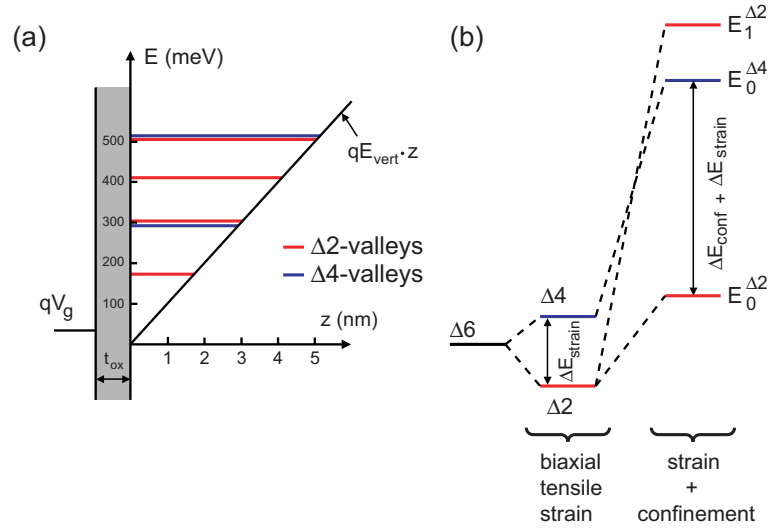 (a)
E (meV)
500
400
300
200
100
qE_vert·z
Δ2-valleys
Δ4-valleys
qV_g
z (nm)
1 2 3 4 5
t_ox
(b)
E_1^Δ2
E_0^Δ4
ΔE_conf + ΔE_strain
E_0^Δ2
Δ4
Δ6
ΔE_strain
Δ2
biaxial
tensile
strain
strain
+
confinement